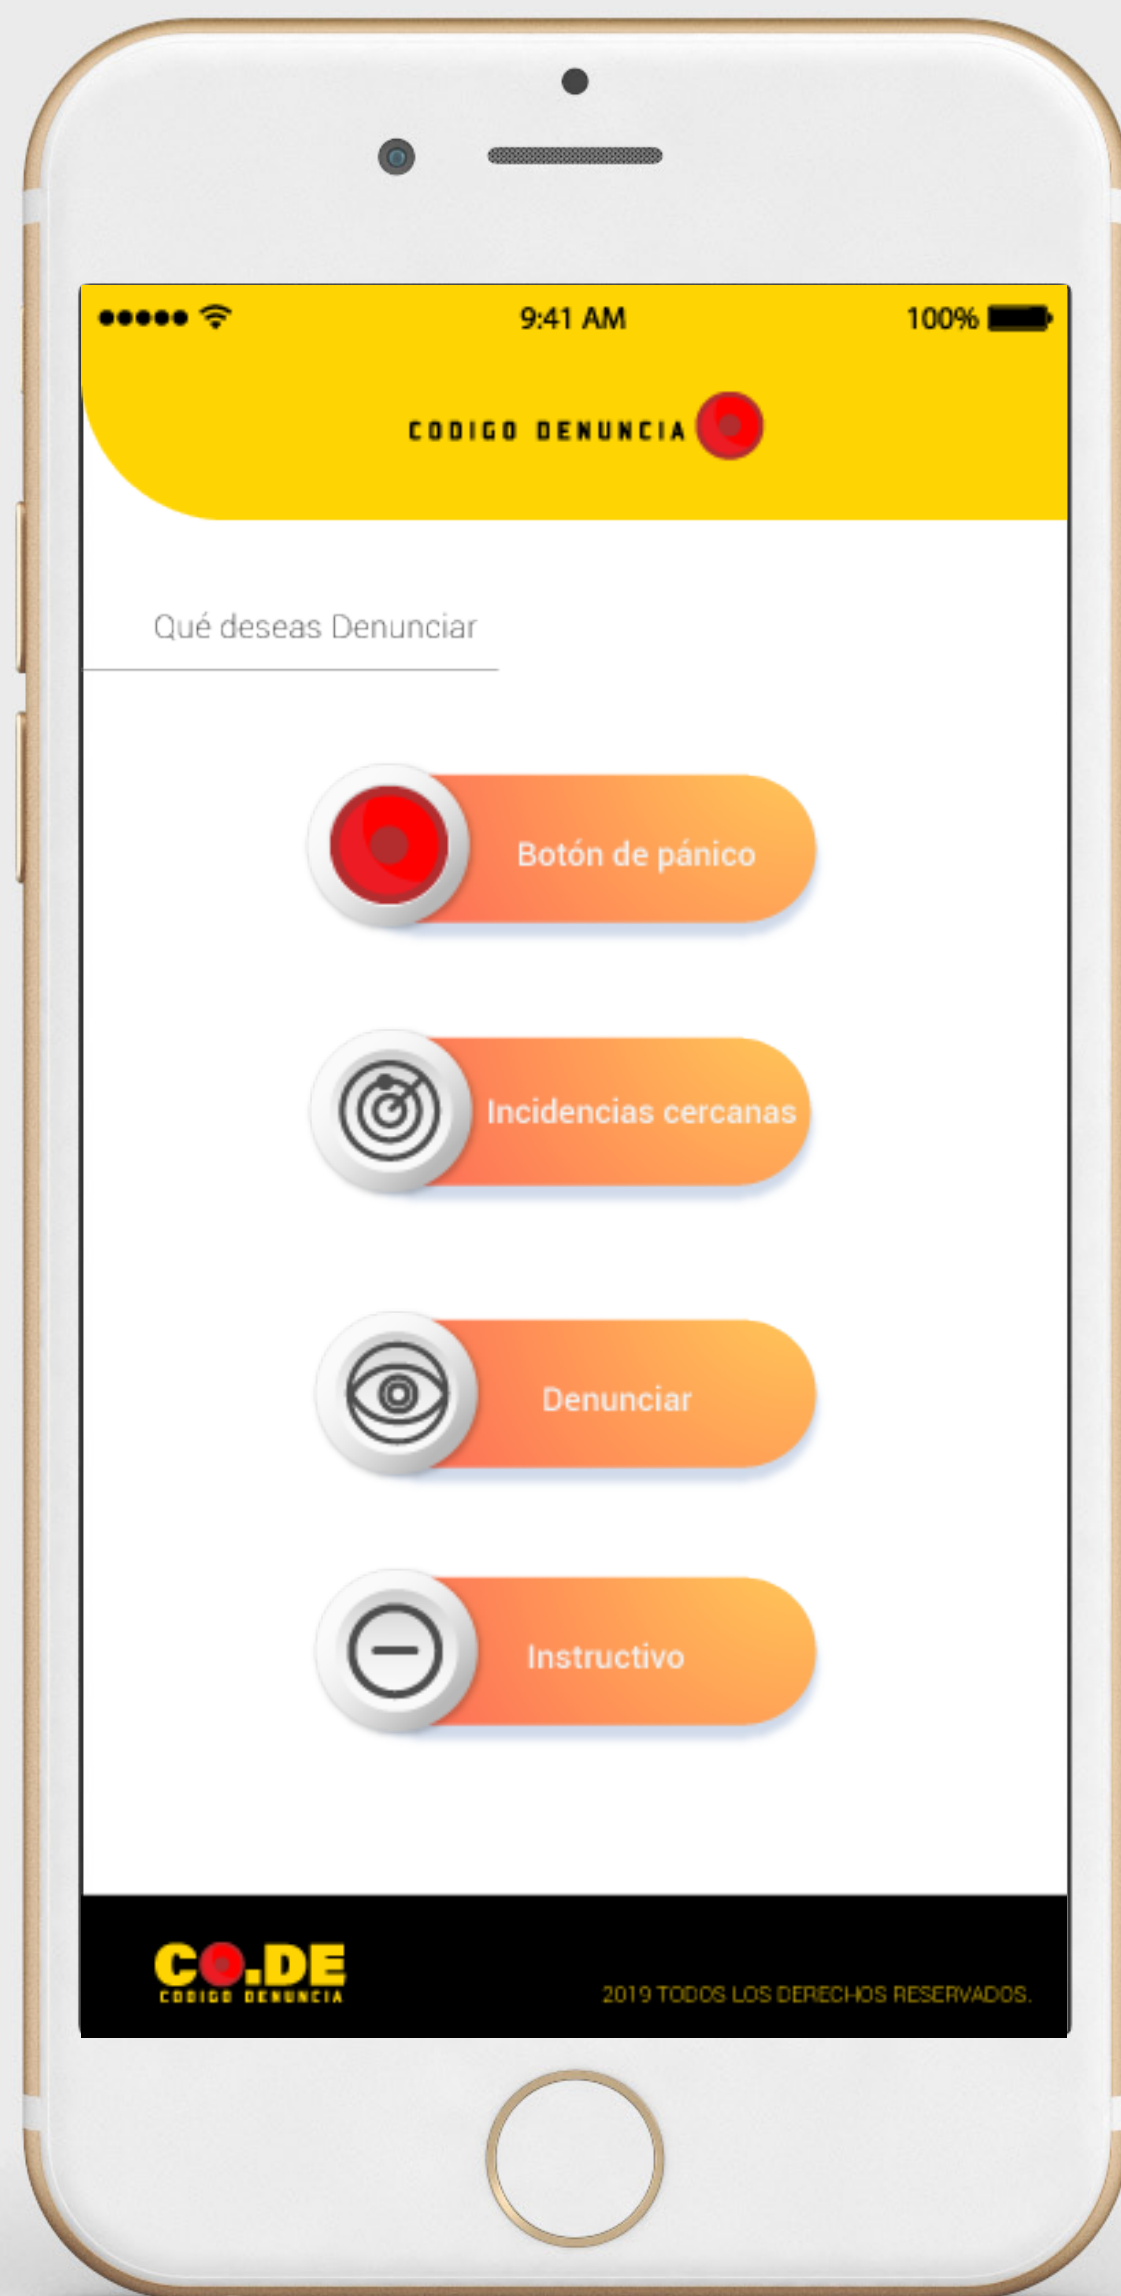 9:41 AM
100%
CODIGO DENUNCIA
Qué deseas Denunciar
Botón de pánico
Incidencias cercanas
Denunciar
Instructivo
CO.DE
CODIGO DENUNCIA
2019 TODOS LOS DERECHOS RESERVADOS.